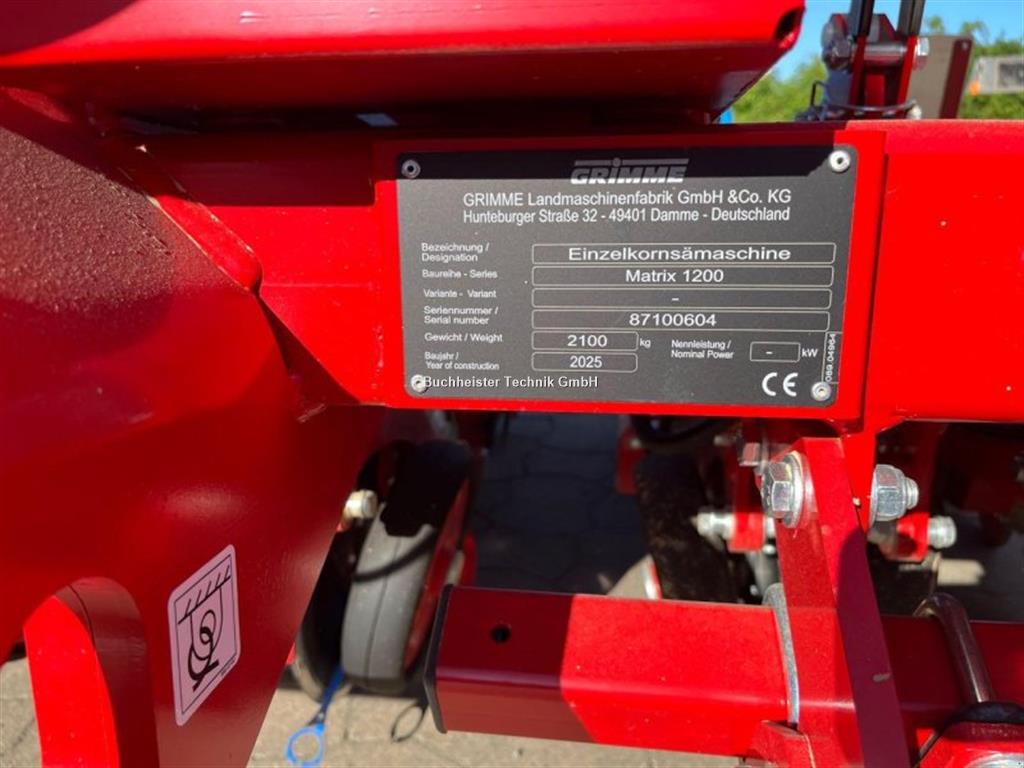 GRIMME
GRIMME Landmaschinenfabrik GmbH &Co. KG
Hunteburger Straße 32 - 49401 Damme - Deutschland
Bezeichnung /
Designation
Einzelkornsämaschine
Baureihe - Series
Matrix 1200
Variante - Variant
-
Seriennummer /
Serial number
87100604
Gewicht / Weight
2100 kg
Nennleistung /
Nominal Power
- kW
Baujahr /
Year of construction
2025
CE
089.04964
Buchheister Technik GmbH